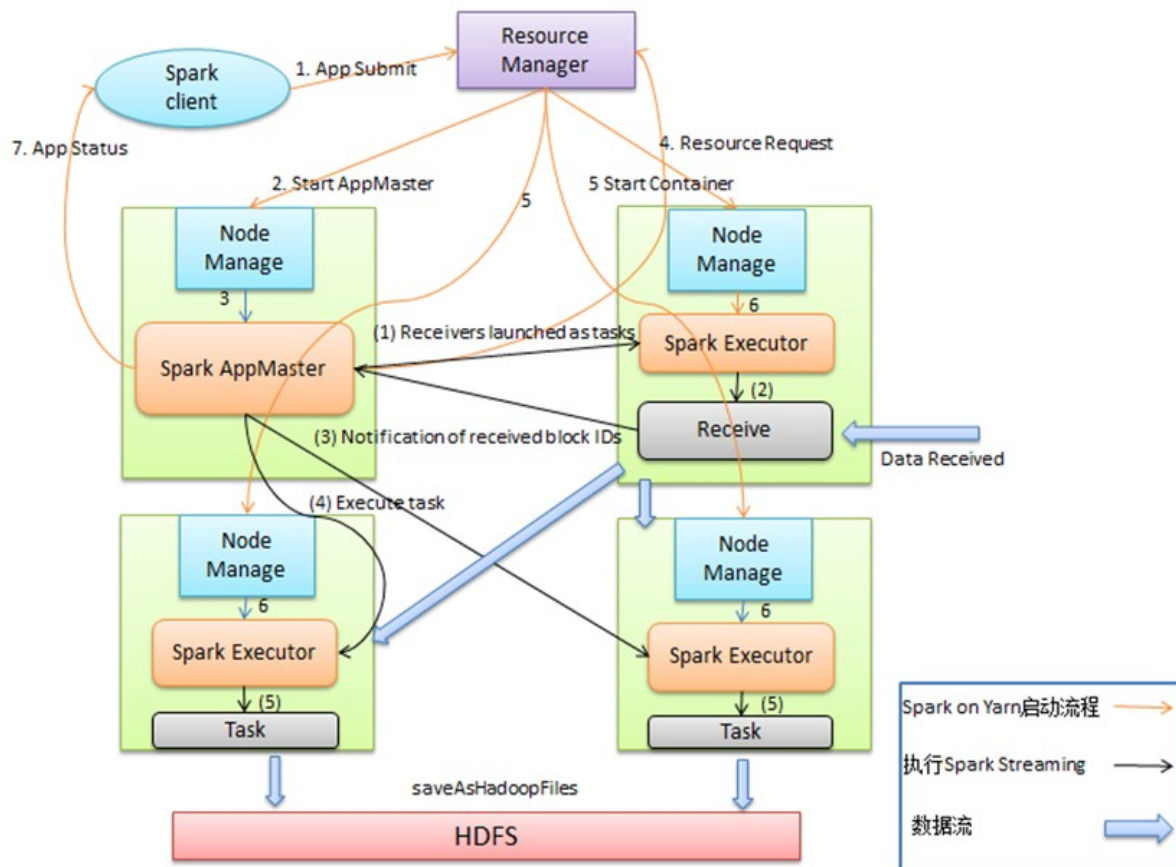 Resource
Manager
1. App Submit
Spark
client
7. App Status
4. Resource Request
2. Start AppMaster
5
5 Start Container
Node
Manage
Node
Manage
3
6
(1) Receivers launched as tasks
Spark AppMaster
Spark Executor
(2)
Receive
(3) Notification of received block IDs
Data Received
(4) Execute task
Node
Manage
Node
Manage
6
6
Spark Executor
Spark Executor
(5)
(5)
Task
Task
saveAsHadoopFiles
HDFS
Spark on Yarn启动流程
执行Spark Streaming
数据流